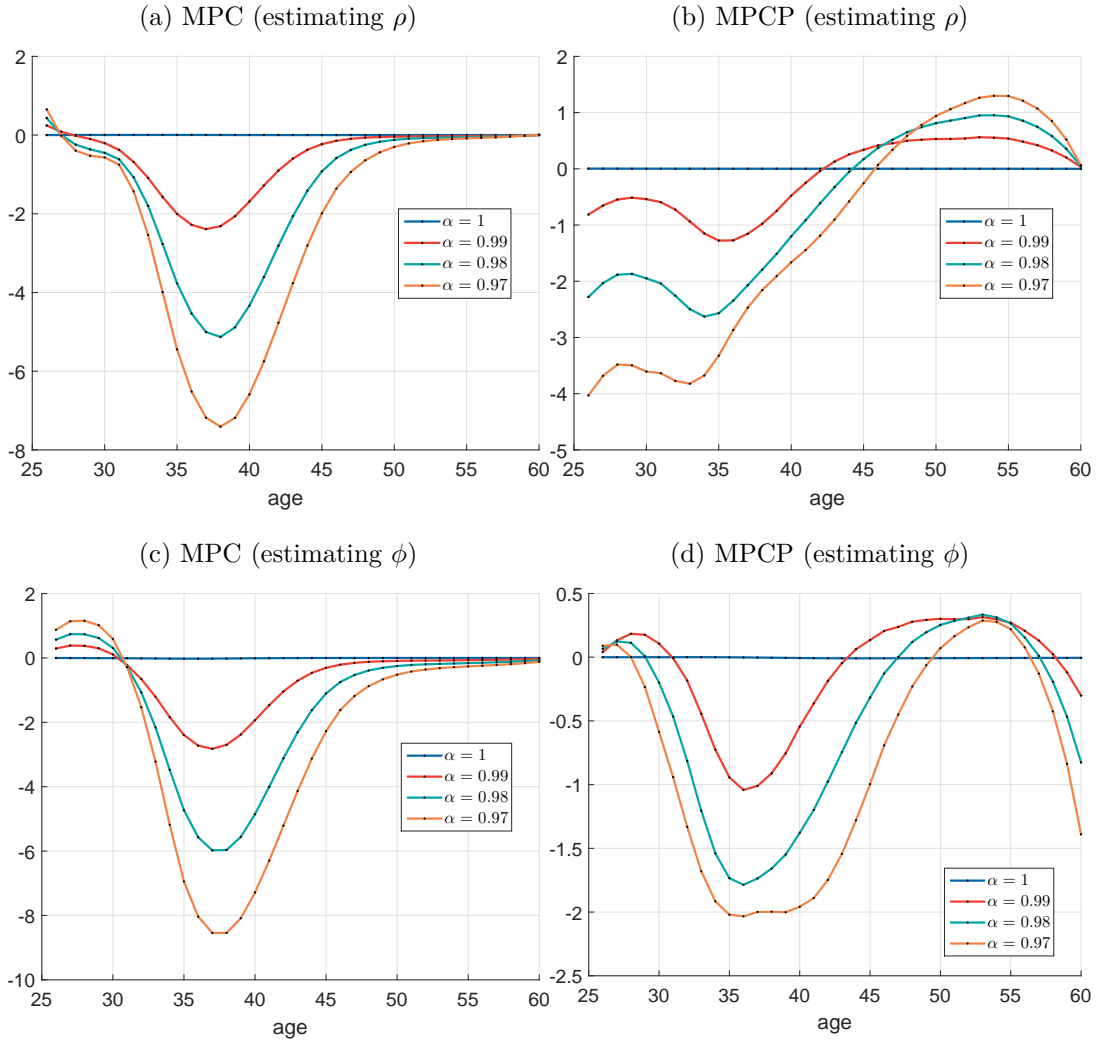 (a) MPC (estimating ρ)
(b) MPCP (estimating ρ)
2
0
-2
-4
-6
-8
25 30 35 40 45 50 55 60
age
α = 1
α = 0.99
α = 0.98
α = 0.97
2
1
0
-1
-2
-3
-4
-5
25 30 35 40 45 50 55 60
age
α = 1
α = 0.99
α = 0.98
α = 0.97
(c) MPC (estimating ϕ)
(d) MPCP (estimating ϕ)
2
0
-2
-4
-6
-8
-10
25 30 35 40 45 50 55 60
age
α = 1
α = 0.99
α = 0.98
α = 0.97
0.5
0
-0.5
-1
-1.5
-2
-2.5
25 30 35 40 45 50 55 60
age
α = 1
α = 0.99
α = 0.98
α = 0.97